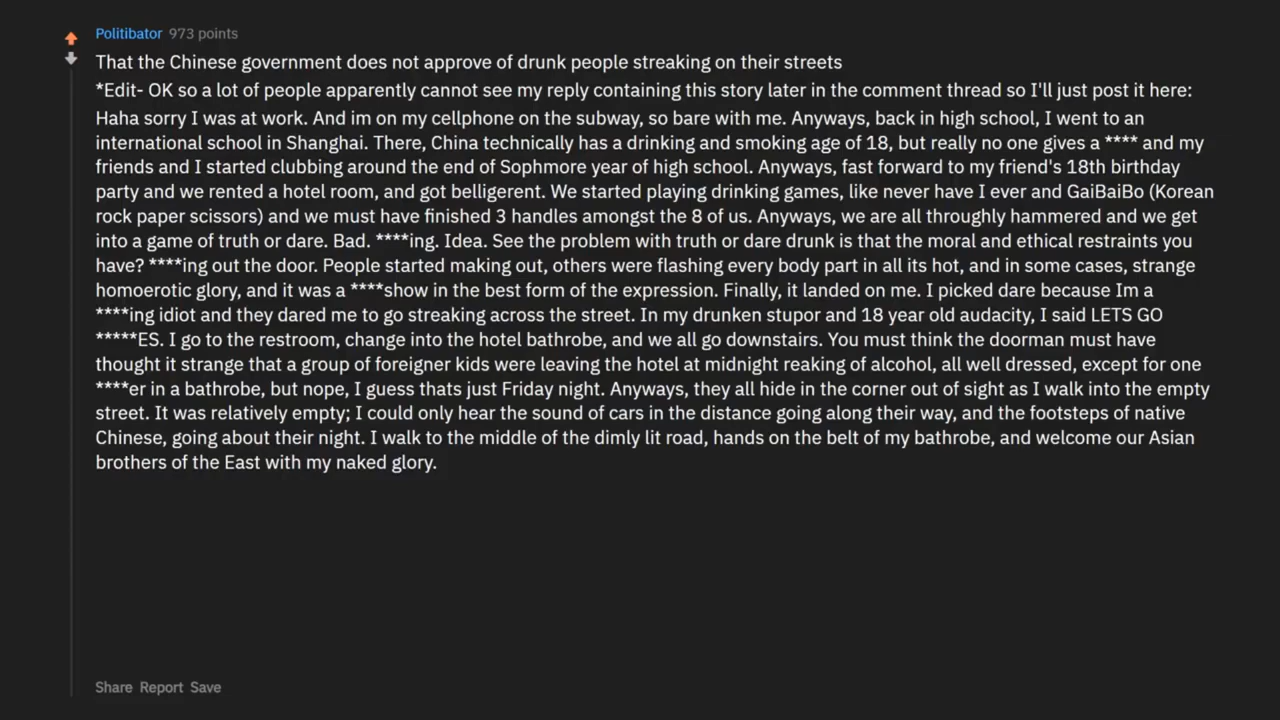 Politibator 973 points
That the Chinese government does not approve of drunk people streaking on their streets
*Edit- OK so a lot of people apparently cannot see my reply containing this story later in the comment thread so I'll just post it here:
Haha sorry I was at work. And im on my cellphone on the subway, so bare with me. Anyways, back in high school, I went to an
international school in Shanghai. There, China technically has a drinking and smoking age of 18, but really no one gives a **** and my
friends and I started clubbing around the end of Sophmore year of high school. Anyways, fast forward to my friend's 18th birthday
party and we rented a hotel room, and got belligerent. We started playing drinking games, like never have I ever and GaiBaiBo (Korean
rock paper scissors) and we must have finished 3 handles amongst the 8 of us. Anyways, we are all throughly hammered and we get
into a game of truth or dare. Bad. ****ing. Idea. See the problem with truth or dare drunk is that the moral and ethical restraints you
have? ****ing out the door. People started making out, others were flashing every body part in all its hot, and in some cases, strange
homoerotic glory, and it was a ****show in the best form of the expression. Finally, it landed on me. I picked dare because Im a
****ing idiot and they dared me to go streaking across the street. In my drunken stupor and 18 year old audacity, I said LETS GO
*****ES. I go to the restroom, change into the hotel bathrobe, and we all go downstairs. You must think the doorman must have
thought it strange that a group of foreigner kids were leaving the hotel at midnight reaking of alcohol, all well dressed, except for one
****er in a bathrobe, but nope, I guess thats just Friday night. Anyways, they all hide in the corner out of sight as I walk into the empty
street. It was relatively empty; I could only hear the sound of cars in the distance going along their way, and the footsteps of native
Chinese, going about their night. I walk to the middle of the dimly lit road, hands on the belt of my bathrobe, and welcome our Asian
brothers of the East with my naked glory.
Share Report Save